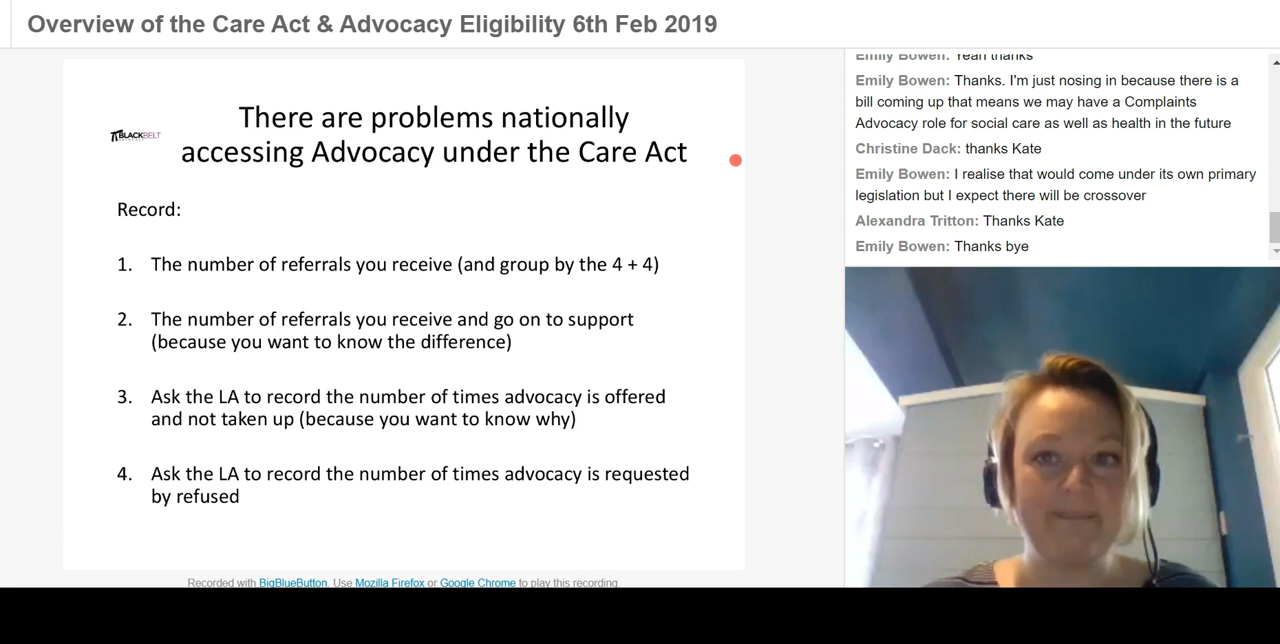 Overview of the Care Act & Advocacy Eligibility 6th Feb 2019
BLACKBELT
There are problems nationally
accessing Advocacy under the Care Act
Record:
1. The number of referrals you receive (and group by the 4 + 4)
2. The number of referrals you receive and go on to support
(because you want to know the difference)
3. Ask the LA to record the number of times advocacy is offered
and not taken up (because you want to know why)
4. Ask the LA to record the number of times advocacy is requested
by refused
Recorded with BigBlueButton. Use Mozilla Firefox or Google Chrome to play this recording.
Emily Bowen: Yeah thanks
Emily Bowen: Thanks. I'm just nosing in because there is a
bill coming up that means we may have a Complaints
Advocacy role for social care as well as health in the future
Christine Dack: thanks Kate
Emily Bowen: I realise that would come under its own primary
legislation but I expect there will be crossover
Alexandra Tritton: Thanks Kate
Emily Bowen: Thanks bye